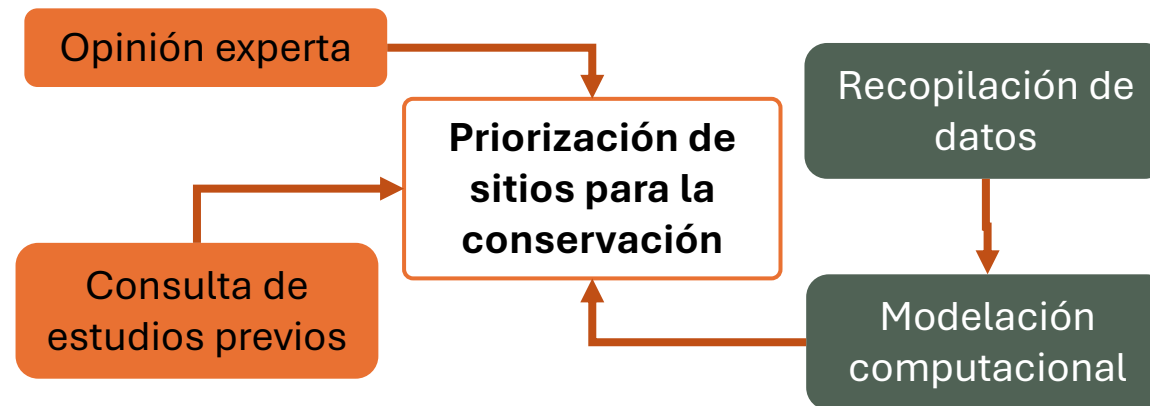 Opinión experta
Priorización de
sitios para la
conservación
Recopilación de
datos
Consulta de
estudios previos
Modelación
computacional